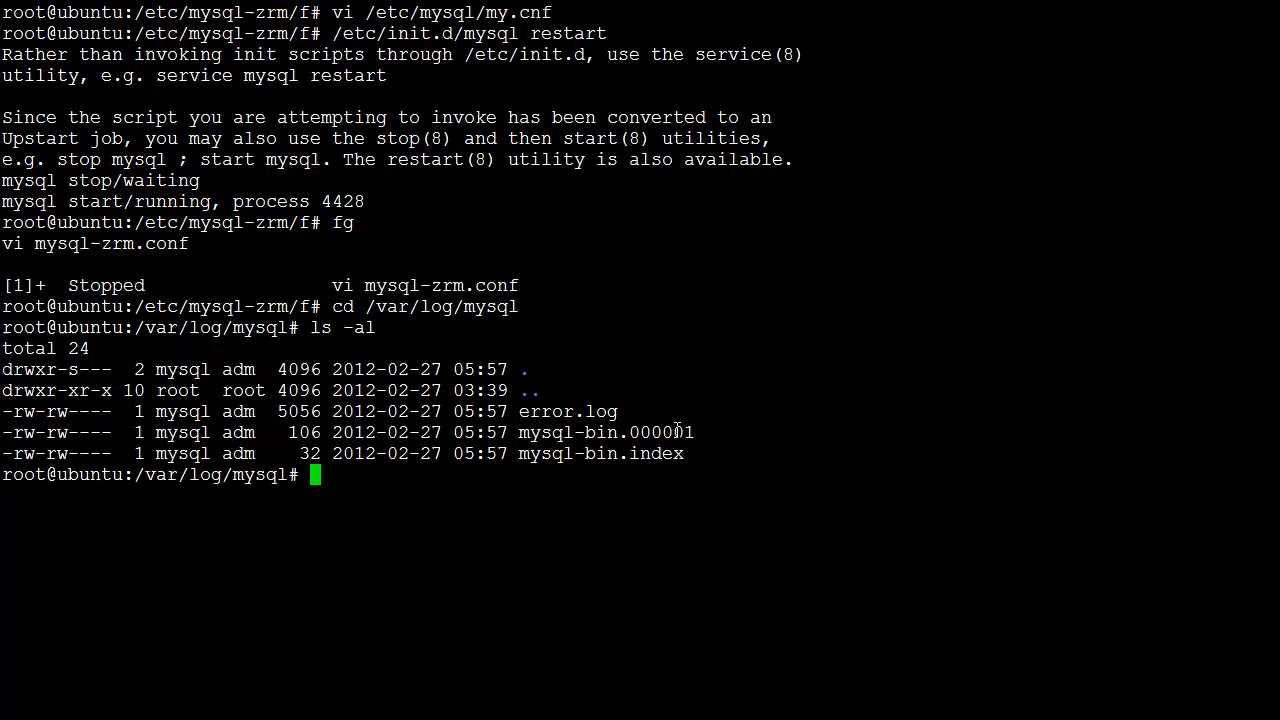 root@ubuntu:/etc/mysql-zrm/f# vi /etc/mysql/my.cnf
root@ubuntu:/etc/mysql-zrm/f# /etc/init.d/mysql restart
Rather than invoking init scripts through /etc/init.d, use the service(8)
utility, e.g. service mysql restart

Since the script you are attempting to invoke has been converted to an
Upstart job, you may also use the stop(8) and then start(8) utilities,
e.g. stop mysql ; start mysql. The restart(8) utility is also available.
mysql stop/waiting
mysql start/running, process 4428
root@ubuntu:/etc/mysql-zrm/f# fg
vi mysql-zrm.conf

[1]+  Stopped                 vi mysql-zrm.conf
root@ubuntu:/etc/mysql-zrm/f# cd /var/log/mysql
root@ubuntu:/var/log/mysql# ls -al
total 24
drwxr-s---  2 mysql adm  4096 2012-02-27 05:57 .
drwxr-xr-x 10 root  root 4096 2012-02-27 03:39 ..
-rw-rw----  1 mysql adm  5056 2012-02-27 05:57 error.log
-rw-rw----  1 mysql adm   106 2012-02-27 05:57 mysql-bin.000001
-rw-rw----  1 mysql adm    32 2012-02-27 05:57 mysql-bin.index
root@ubuntu:/var/log/mysql#